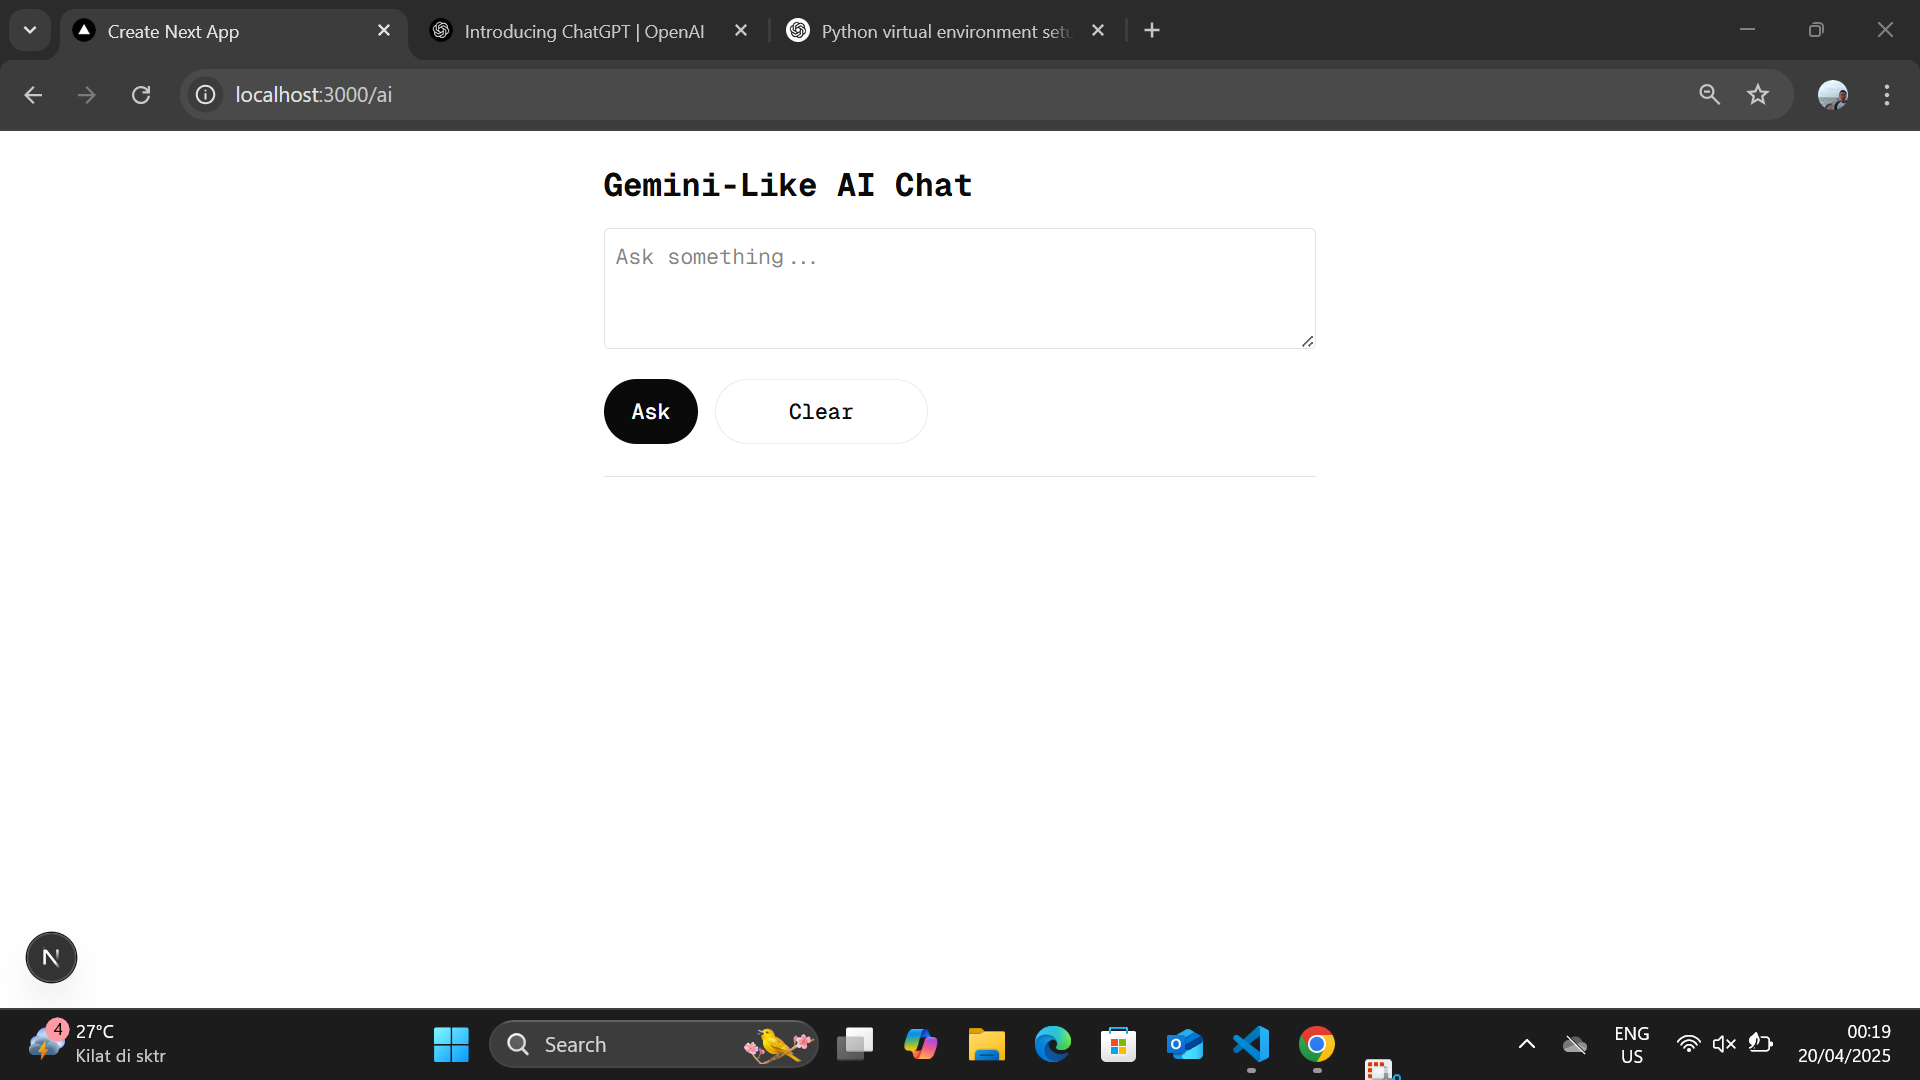 Create Next App
Introducing ChatGPT | OpenAI
Python virtual environment setu
localhost:3000/ai
Gemini-Like AI Chat
Ask something...
Ask
Clear
N
4
27°C
Kilat di sktr
Search
ENG
US
00:19
20/04/2025